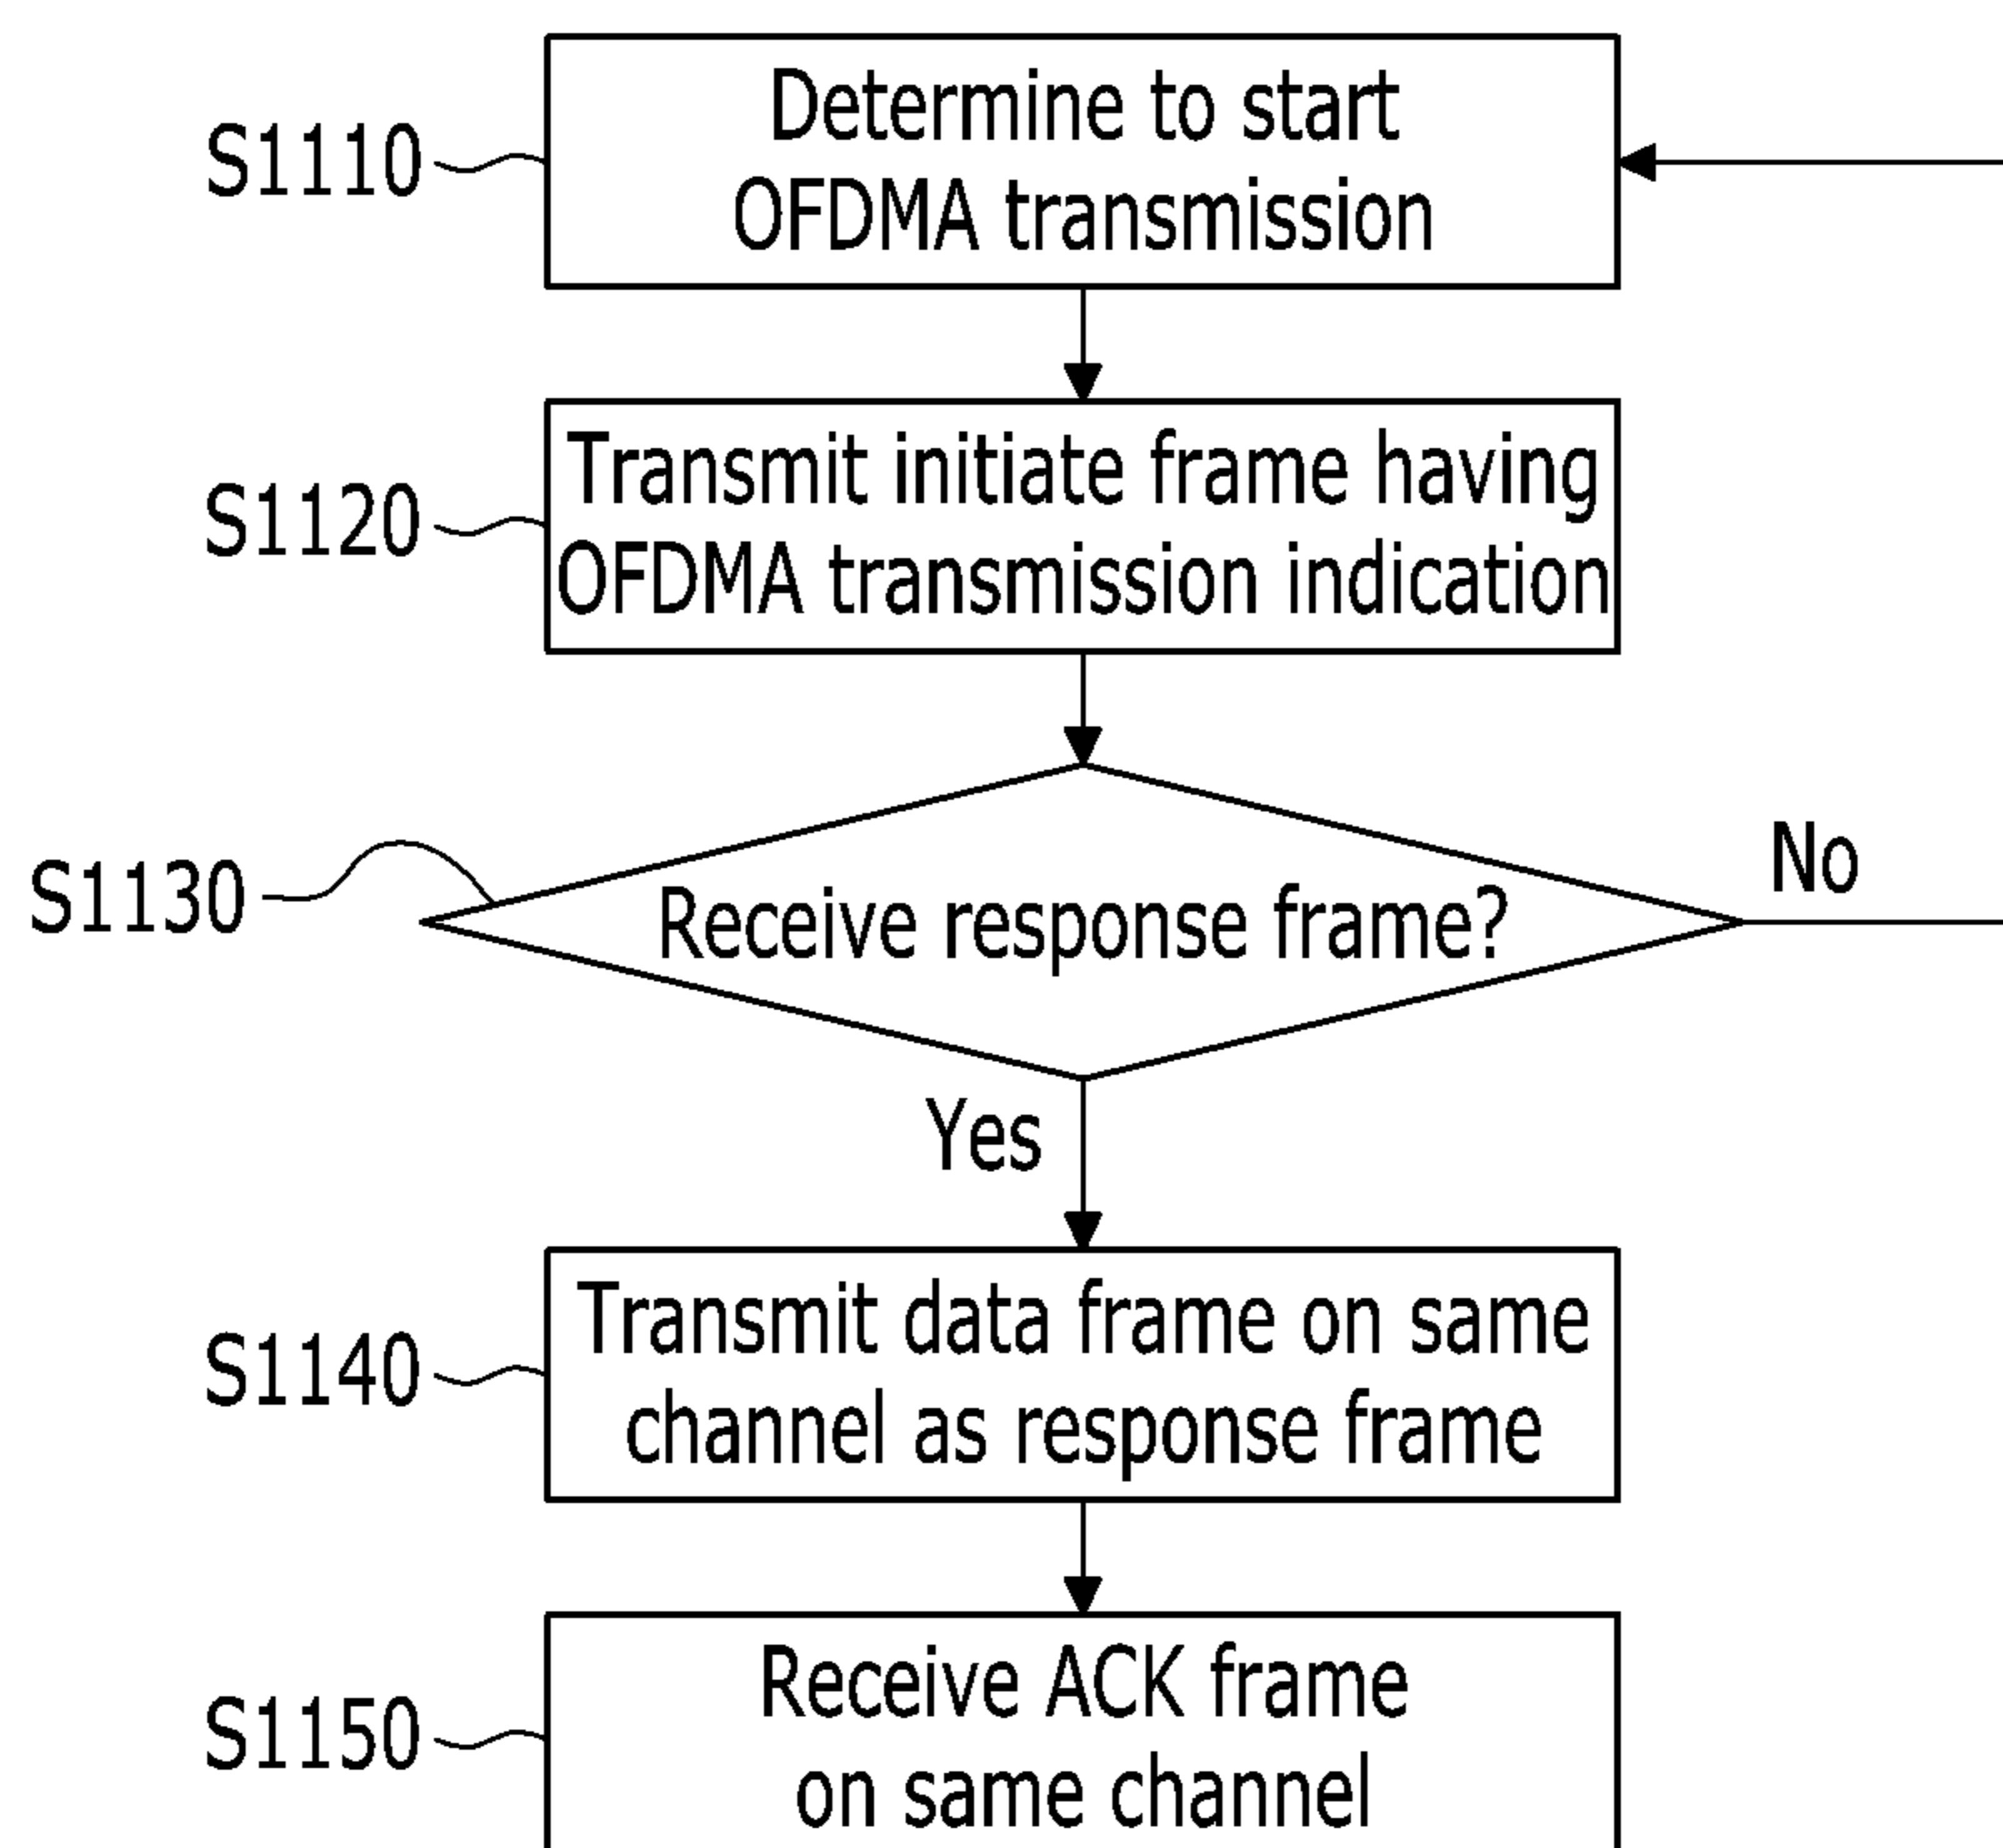 S1110
Determine to start
OFDMA transmission
S1120
Transmit initiate frame having
OFDMA transmission indication
S1130
Receive response frame?
No
Yes
S1140
Transmit data frame on same
channel as response frame
S1150
Receive ACK frame
on same channel